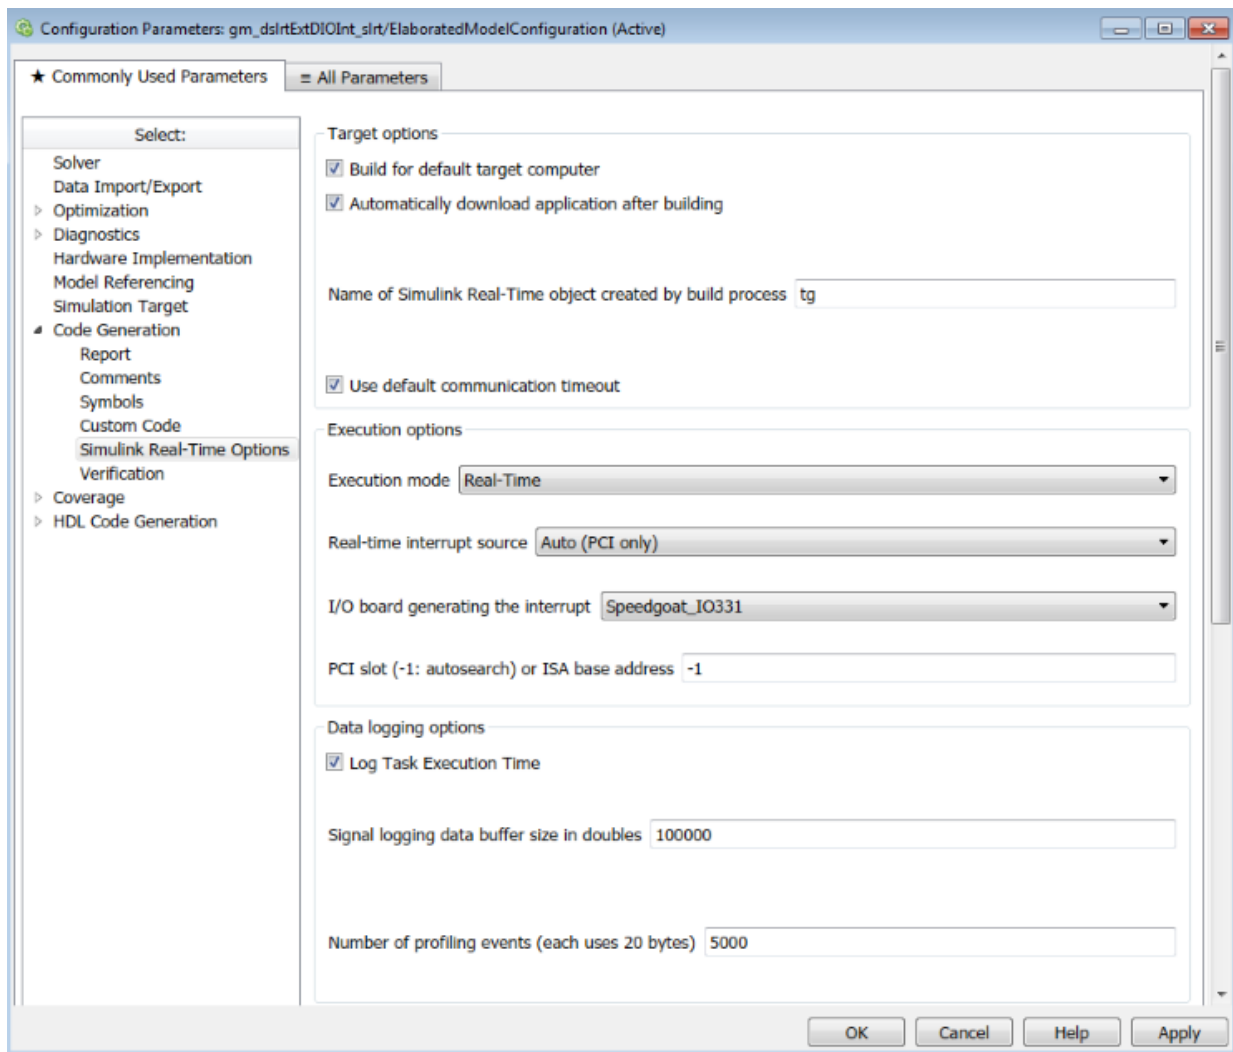 Configuration Parameters: gm_dslrtExtDIOInt_slrt/ElaboratedModelConfiguration (Active)
★ Commonly Used Parameters
≡ All Parameters
Select:
Solver
Data Import/Export
Optimization
Diagnostics
Hardware Implementation
Model Referencing
Simulation Target
Code Generation
Report
Comments
Symbols
Custom Code
Simulink Real-Time Options
Verification
Coverage
HDL Code Generation
Target options
Build for default target computer
Automatically download application after building
Name of Simulink Real-Time object created by build process tg
Use default communication timeout
Execution options
Execution mode Real-Time
Real-time interrupt source Auto (PCI only)
I/O board generating the interrupt Speedgoat_IO331
PCI slot (-1: autosearch) or ISA base address -1
Data logging options
Log Task Execution Time
Signal logging data buffer size in doubles 100000
Number of profiling events (each uses 20 bytes) 5000
OK Cancel Help Apply